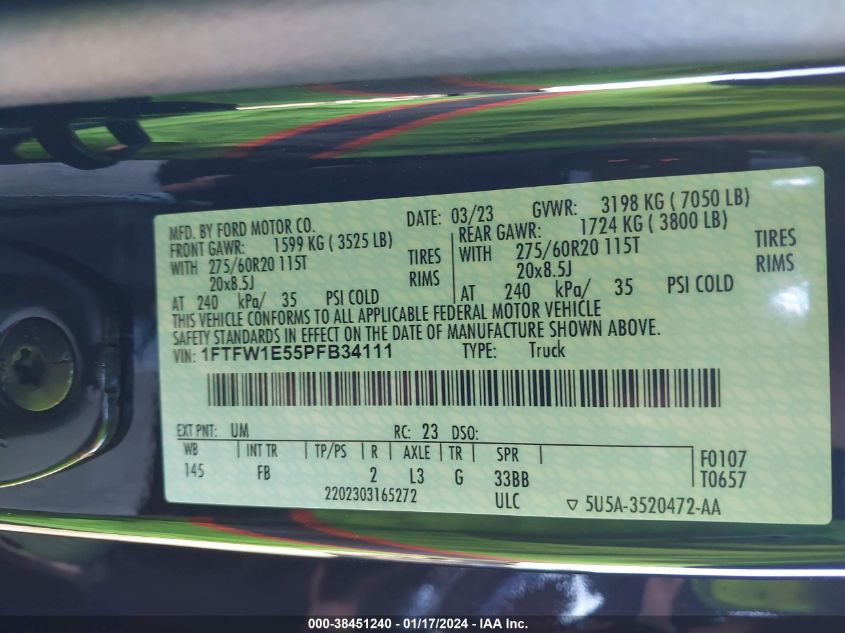 MFD. BY FORD MOTOR CO. DATE: 03/23 GVWR: 3198 KG ( 7050 LB)
FRONT GAWR: 1599 KG ( 3525 LB) REAR GAWR: 1724 KG ( 3800 LB)
WITH 275/60R20 115T TIRES WITH 275/60R20 115T TIRES
20x8.5J RIMS 20x8.5J RIMS
AT 240 kPa/ 35 PSI COLD AT 240 kPa/ 35 PSI COLD
THIS VEHICLE CONFORMS TO ALL APPLICABLE FEDERAL MOTOR VEHICLE
SAFETY STANDARDS IN EFFECT ON THE DATE OF MANUFACTURE SHOWN ABOVE.
VIN: 1FTFW1E55PFB34111 TYPE: Truck
EXT PNT: UM RC: 23 DSO:
WB INT TR TP/PS R AXLE TR SPR F0107
145 FB 2 L3 G 33BB T0657
2202303165272 ULC ▽ 5U5A-3520472-AA
000-38451240 - 01/17/2024 - IAAI.com